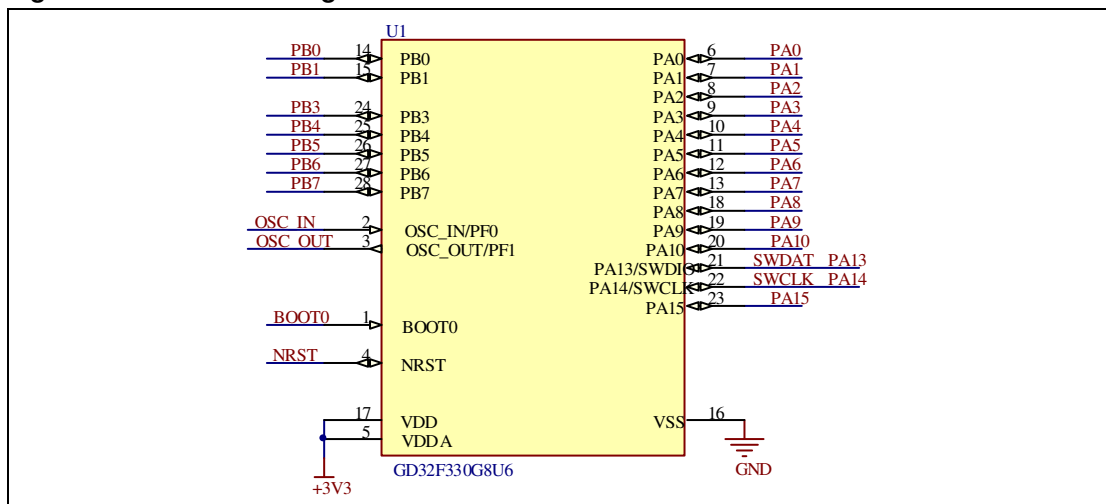 U1
PB0 14 PB0 PA0 6 PA0
PB1 15 PB1 PA1 7 PA1
PA2 8 PA2
PB3 24 PB3 PA3 9 PA3
PB4 25 PB4 PA4 10 PA4
PB5 26 PB5 PA5 11 PA5
PB6 27 PB6 PA6 12 PA6
PB7 28 PB7 PA7 13 PA7
PA8 18 PA8
OSC_IN 2 OSC_IN/PF0 PA9 19 PA9
OSC_OUT 3 OSC_OUT/PF1 PA10 20 PA10
PA13/SWDIO 21 SWDAT PA13
PA14/SWCLK 22 SWCLK PA14
PA15 23 PA15
BOOT0 1 BOOT0
NRST 4 NRST
17 VDD VSS 16
5 VDDA
GD32F330G8U6 GND
+3V3